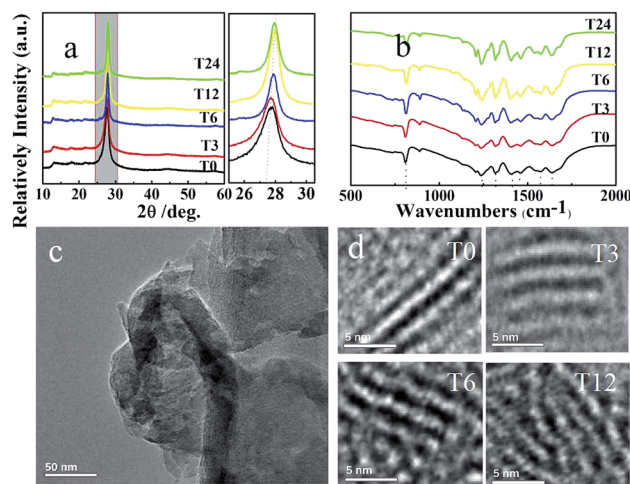 Relatively Intensity (a.u.)
a
T24
T12
T6
T3
T0
10 20 30 40 50 60
26 28 30
2θ /deg.
b
T24
T12
T6
T3
T0
500 1000 1500 2000
Wavenumbers (cm-1)
c
50 nm
d
T0
5 nm
T3
5 nm
T6
5 nm
T12
5 nm